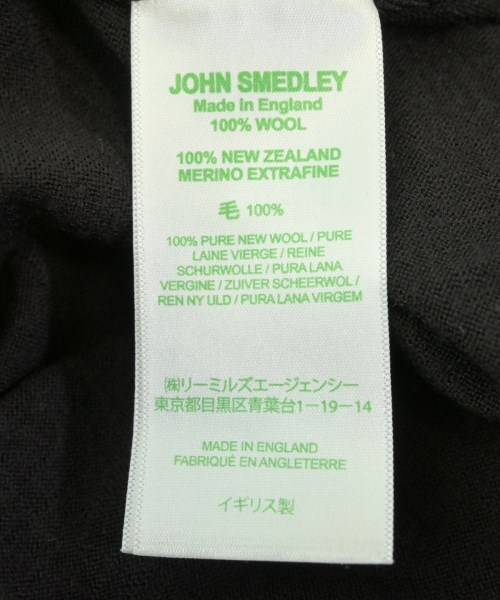 JOHN SMEDLEY
Made in England
100% WOOL
100% NEW ZEALAND
MERINO EXTRAFINE
毛 100%
100% PURE NEW WOOL / PURE
LAINE VIERGE / REINE
SCHURWOLLE / PURA LANA
VERGINE / ZUIVER SCHEERWOL /
REN NY ULD / PURA LANA VIRGEM
㈱リーミルズエージェンシー
東京都目黒区青葉台1-19-14
MADE IN ENGLAND
FABRIQUÉ EN ANGLETERRE
イギリス製